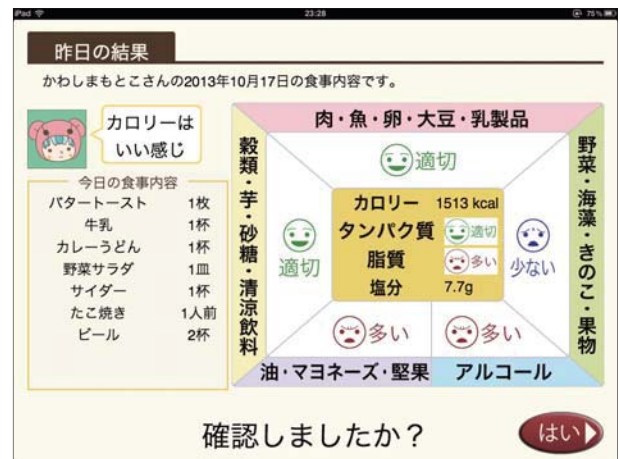 Pad
23:28
75%
昨日の結果
かわしまもとこさんの2013年10月17日の食事内容です。
カロリーは
いい感じ
今日の食事内容
バタートースト 1枚
牛乳 1杯
カレーうどん 1杯
野菜サラダ 1皿
サイダー 1杯
たこ焼き 1人前
ビール 2杯
肉・魚・卵・大豆・乳製品
適切
穀類・芋・砂糖・清涼飲料
適切
カロリー 1513 kcal
タンパク質 適切
脂質 多い
塩分 7.7g
少ない
野菜・海藻・きのこ・果物
多い
多い
油・マヨネーズ・堅果
アルコール
確認しましたか？
はい